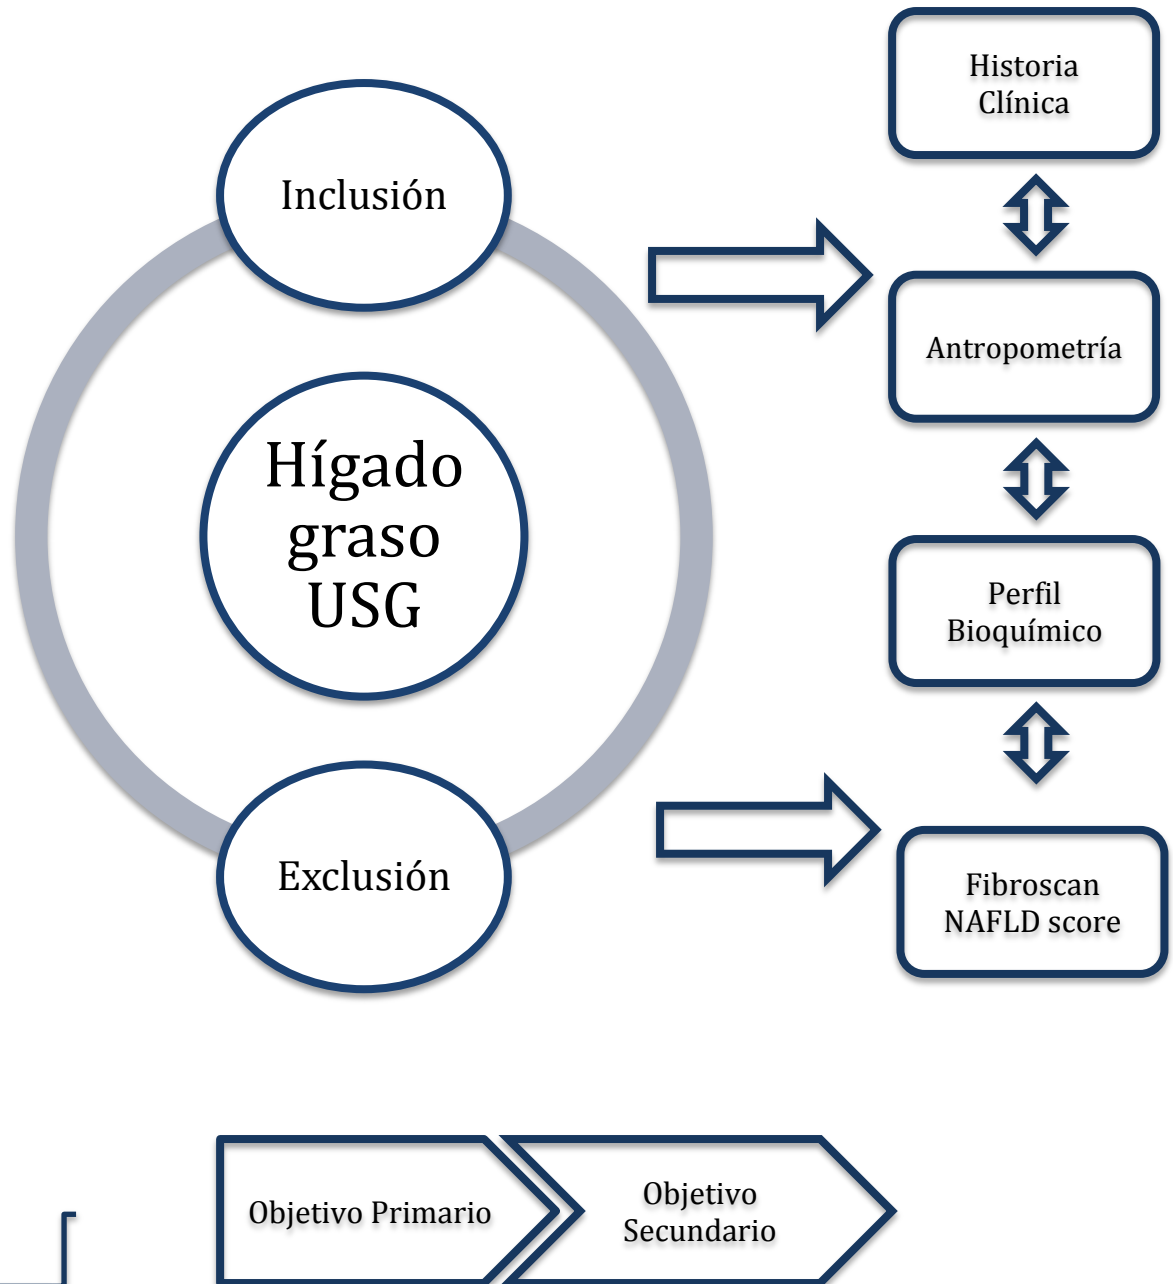 Inclusión
Hígado
graso
USG
Exclusión
Historia
Clínica
Antropometría
Perfil
Bioquímico
Fibroscan
NAFLD score
Objetivo Primario
Objetivo
Secundario